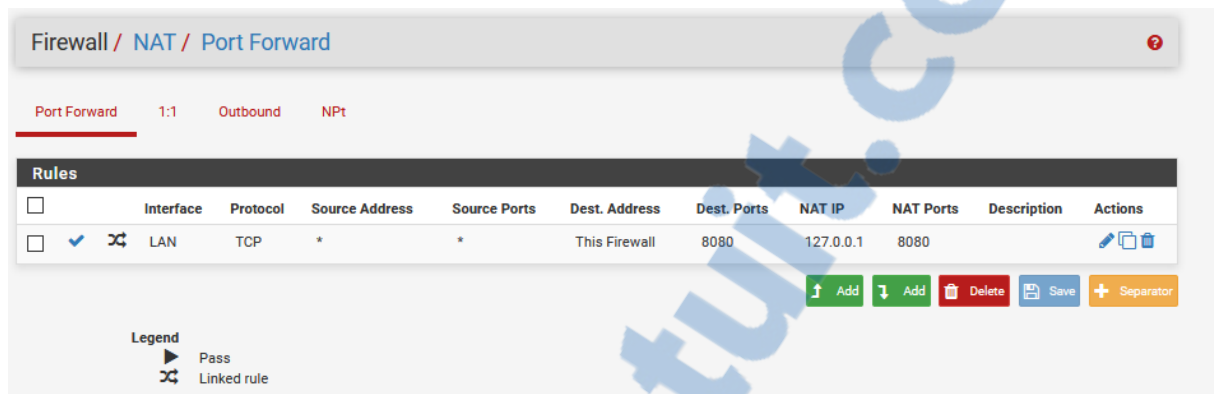 Firewall / NAT / Port Forward
Port Forward 1:1 Outbound NPt
Rules
Interface Protocol Source Address Source Ports Dest. Address Dest. Ports NAT IP NAT Ports Description Actions
LAN TCP * * This Firewall 8080 127.0.0.1 8080
Add Add Delete Save Separator
Legend
Pass
Linked rule
tuit.co